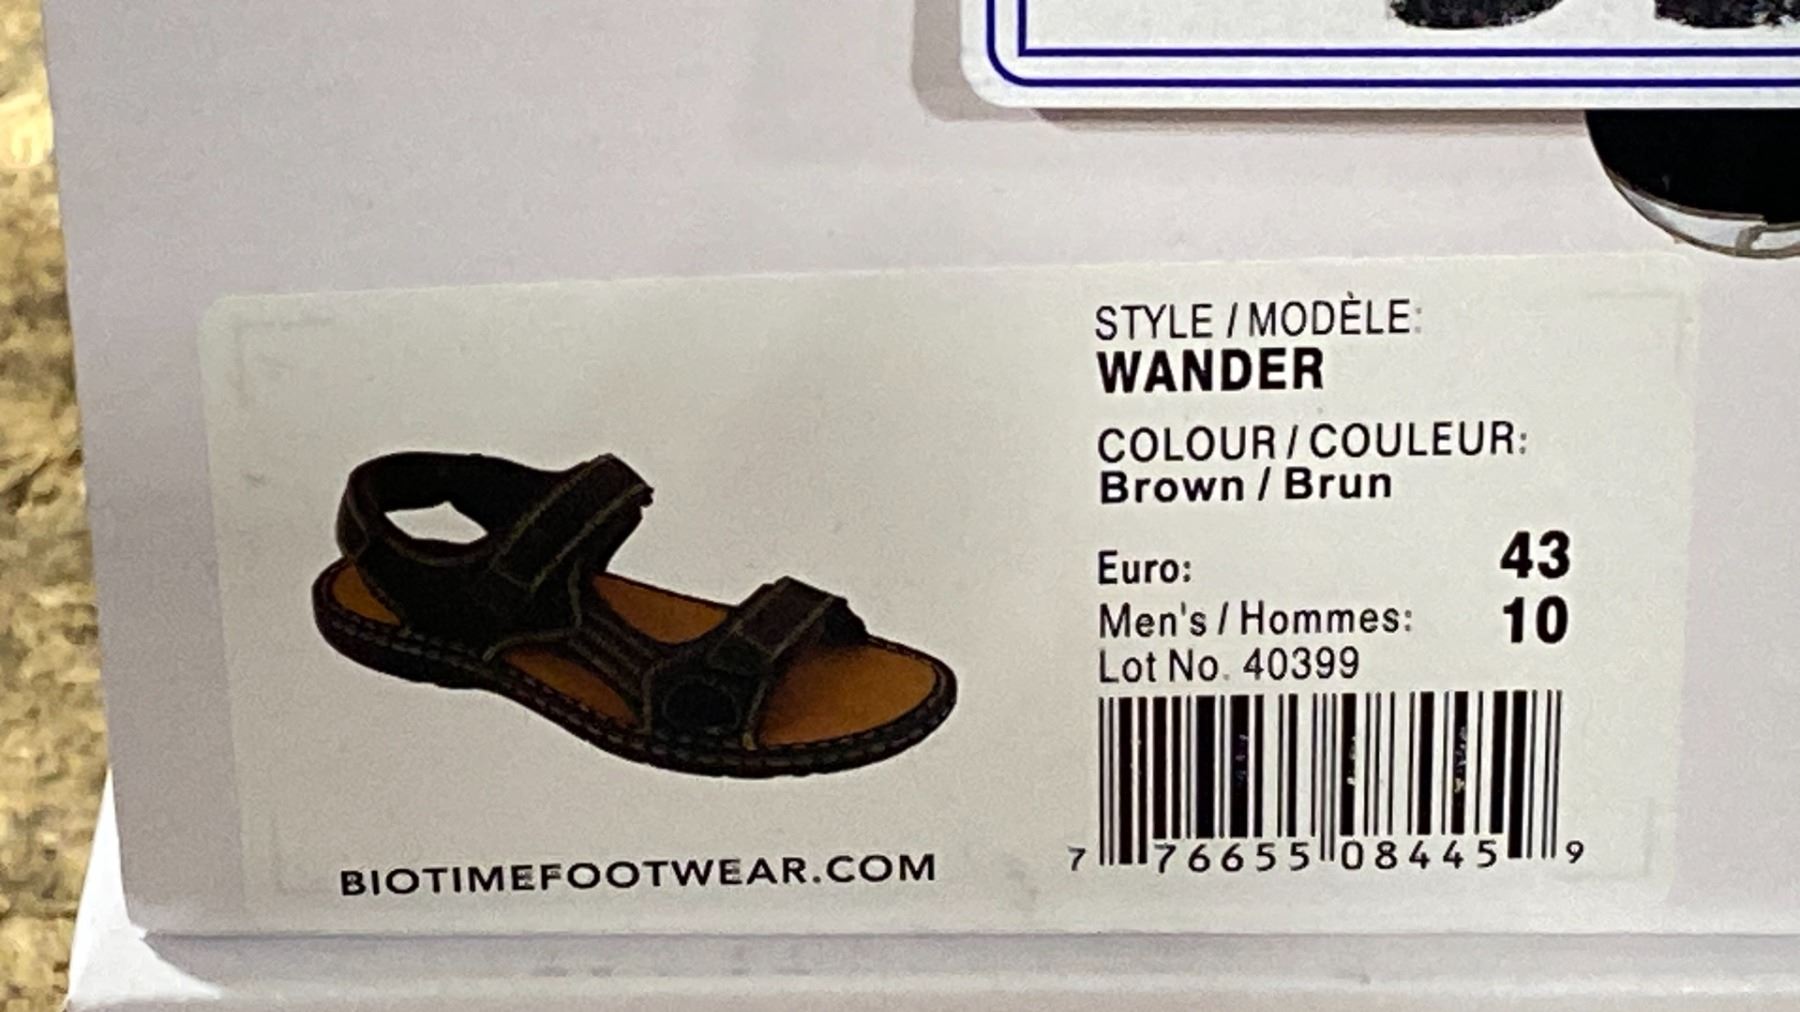 STYLE / MODÈLE:
WANDER
COLOUR / COULEUR:
Brown / Brun
Euro: 43
Men's / Hommes: 10
Lot No. 40399
7 76655 08445 9
BIOTIMEFOOTWEAR.COM